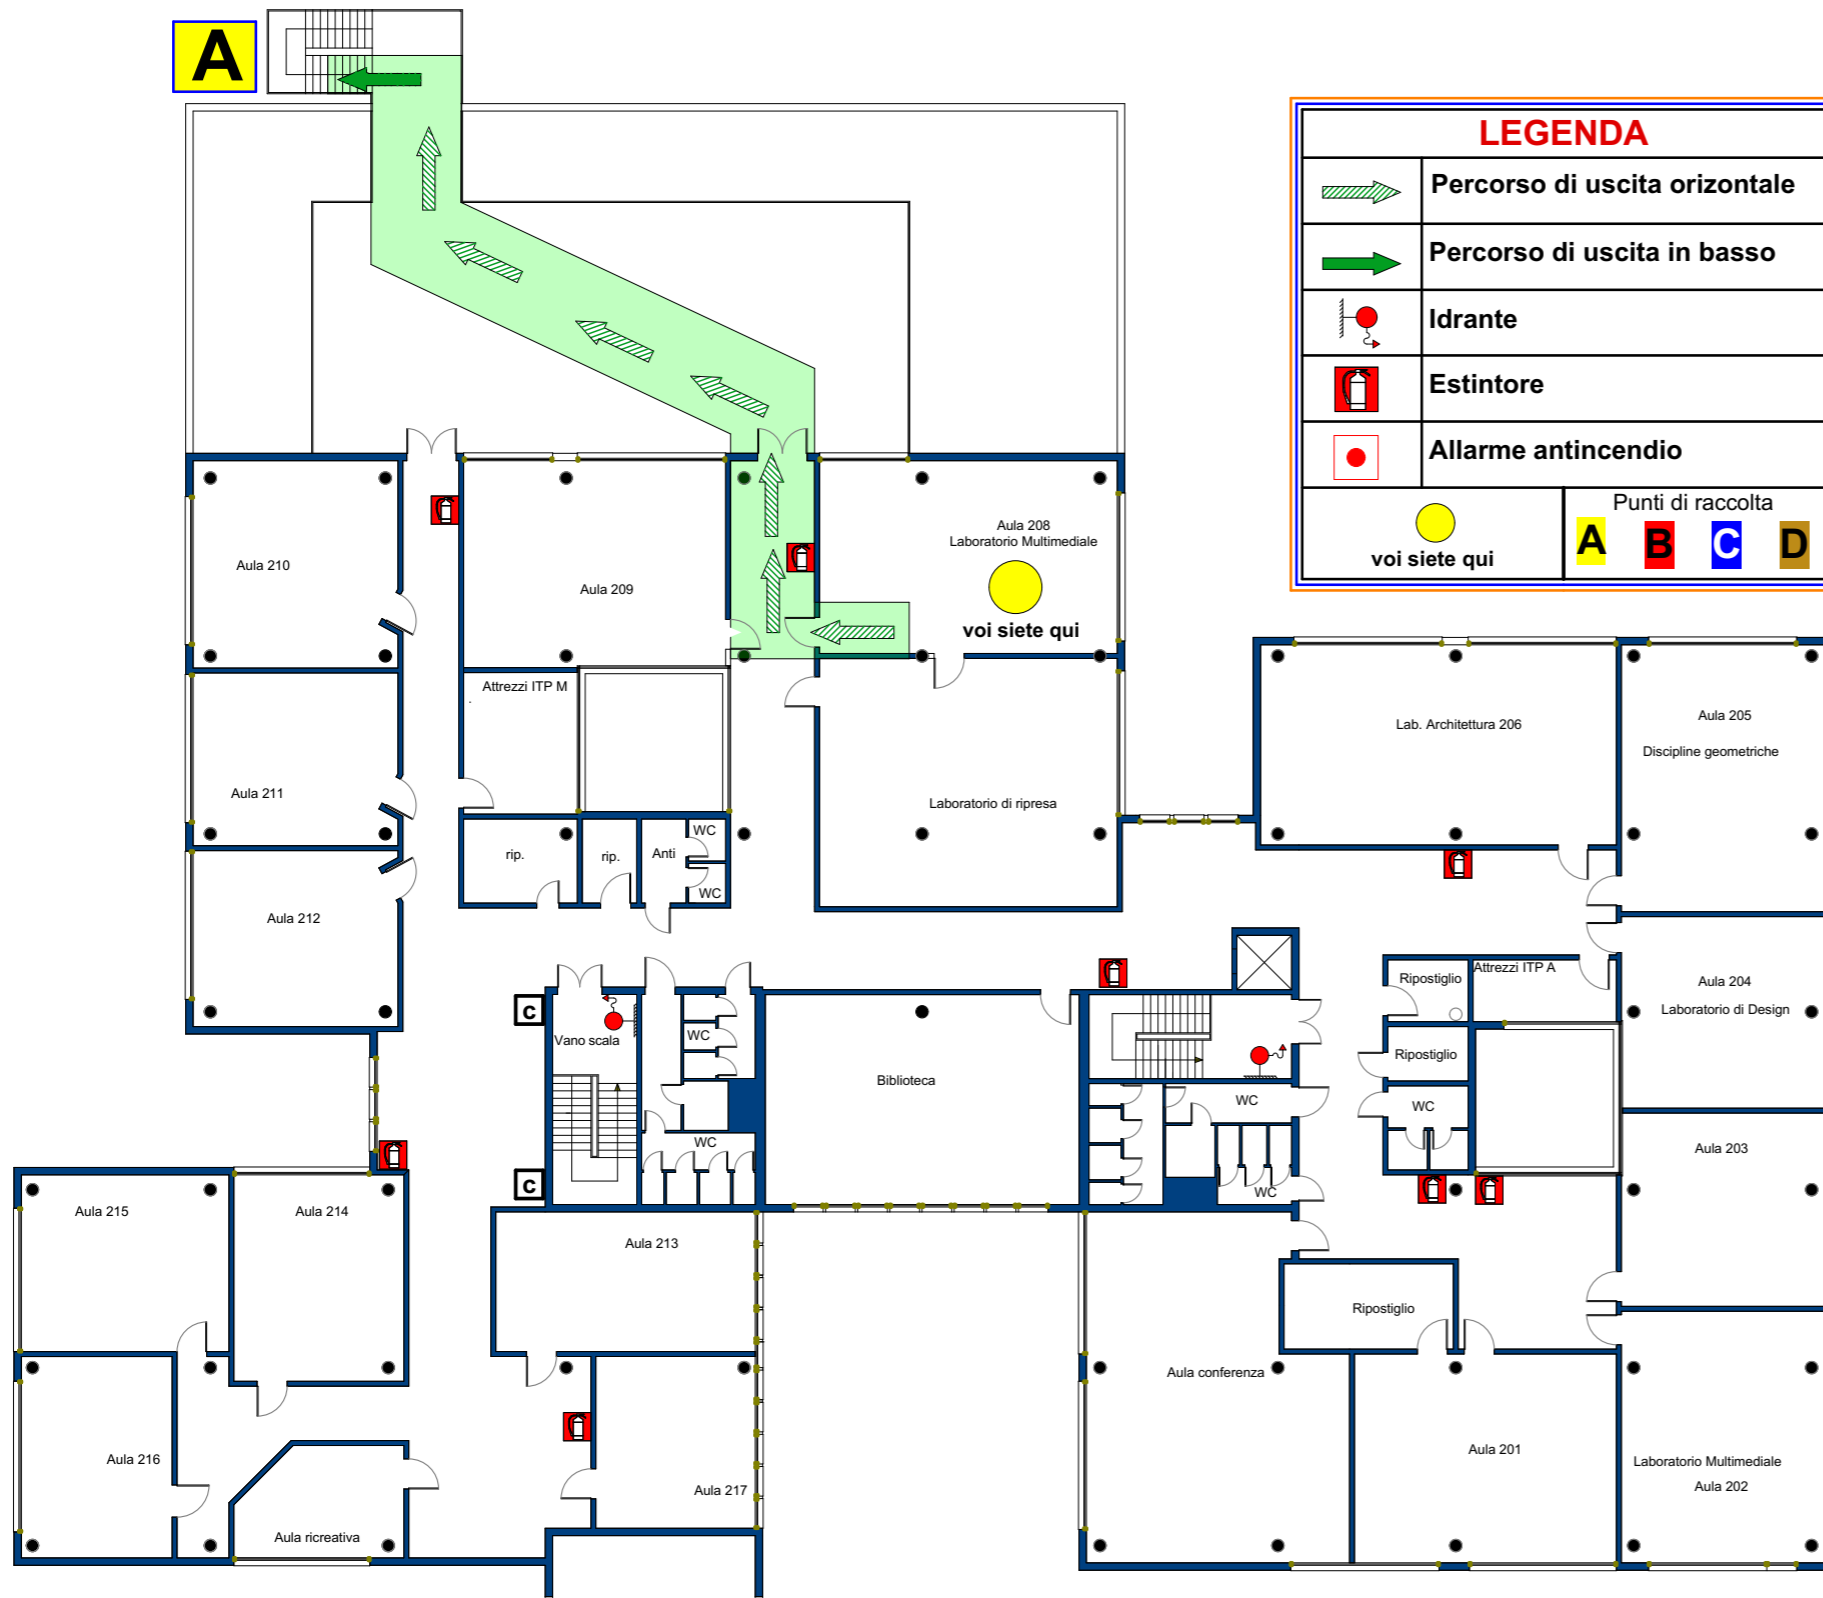 A
LEGENDA
Percorso di uscita orizontale
Percorso di uscita in basso
Idrante
Estintore
Allarme antincendio
voi siete qui
Punti di raccolta
A B C D
Aula 208
Laboratorio Multimediale
voi siete qui
Aula 210
Aula 209
Attrezzi ITP M
.
Aula 211
Laboratorio di ripresa
Lab. Architettura 206
Aula 205
Discipline geometriche
rip.
rip.
Anti
WC
WC
Aula 212
C
Vano scala
WC
Biblioteca
WC
C
WC
WC
Ripostiglio
Attrezzi ITP A
Ripostiglio
WC
Aula 204
Laboratorio di Design
Aula 203
Aula 215
Aula 214
Aula 213
Ripostiglio
Aula conferenza
Aula 216
Aula 217
Aula ricreativa
Aula 201
Laboratorio Multimediale
Aula 202